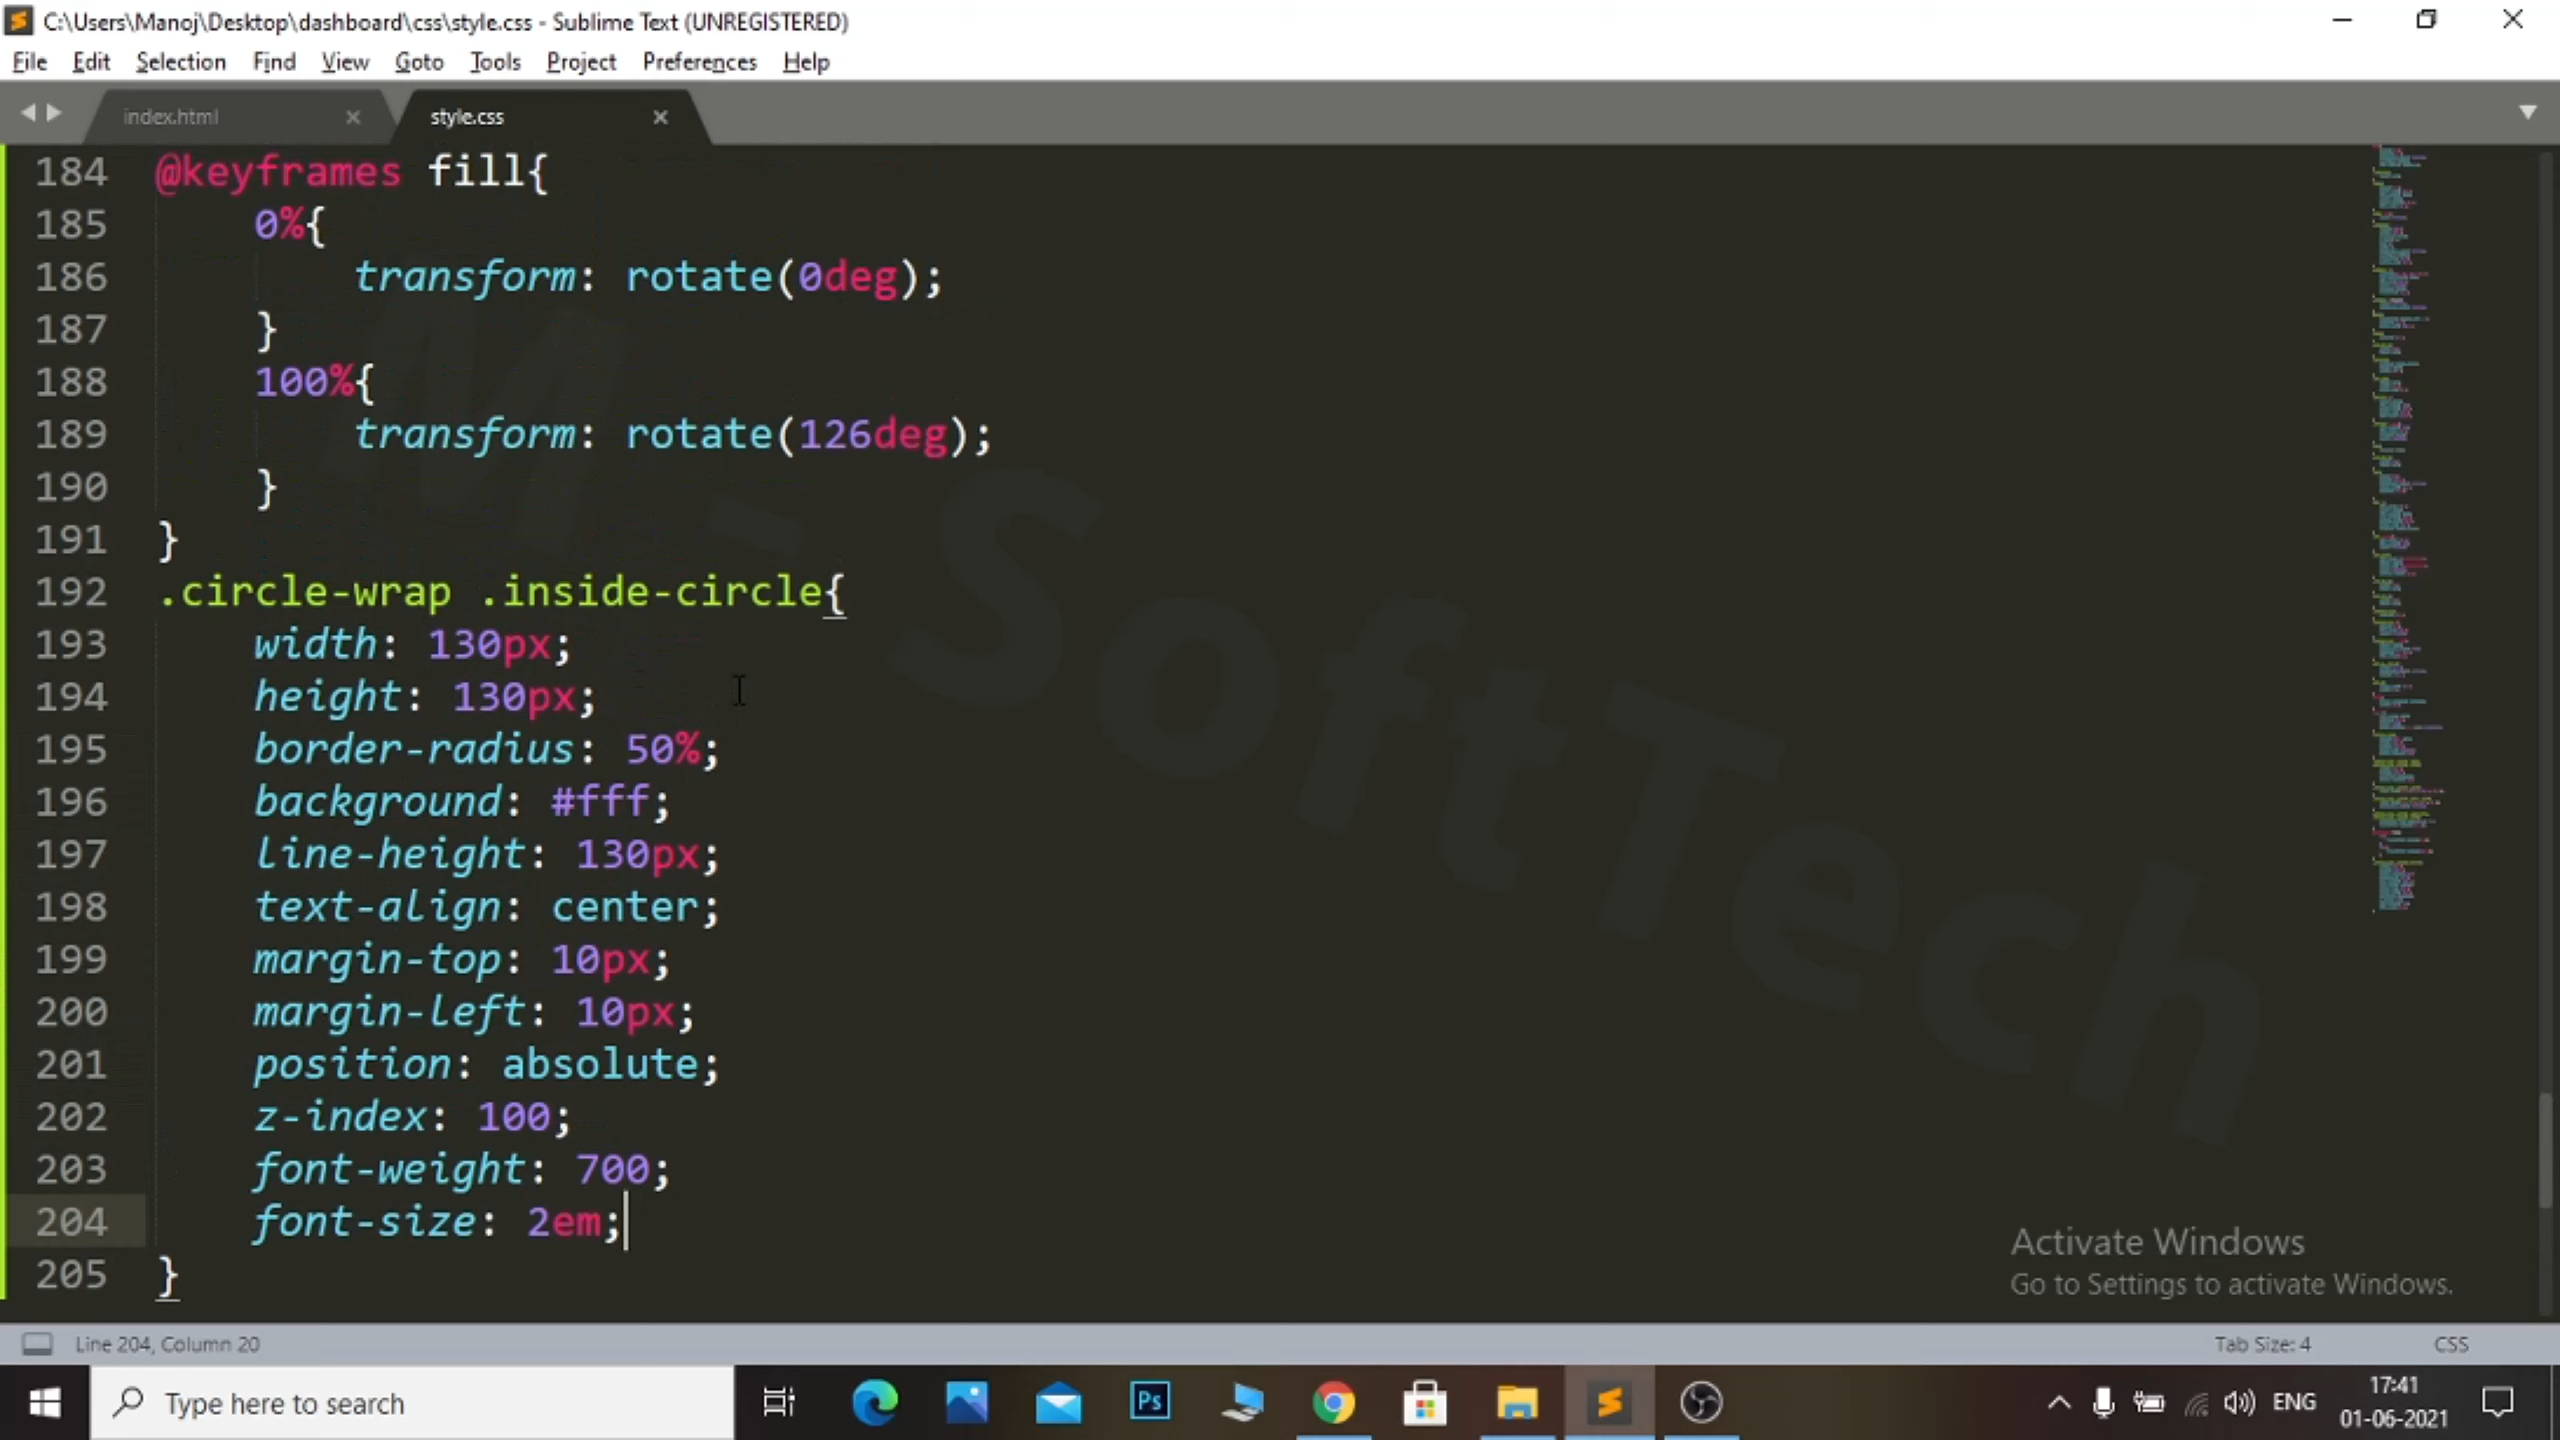 C:\Users\Manoj\Desktop\dashboard\css\style.css - Sublime Text (UNREGISTERED)
File Edit Selection Find View Goto Tools Project Preferences Help
index.html style.css
184 @keyframes fill{
185 0%{
186 transform: rotate(0deg);
187 }
188 100%{
189 transform: rotate(126deg);
190 }
191 }
192 .circle-wrap .inside-circle{
193 width: 130px;
194 height: 130px;
195 border-radius: 50%;
196 background: #fff;
197 line-height: 130px;
198 text-align: center;
199 margin-top: 10px;
200 margin-left: 10px;
201 position: absolute;
202 z-index: 100;
203 font-weight: 700;
204 font-size: 2em;
205 }
M - SoftTech
Activate Windows
Go to Settings to activate Windows.
Line 204, Column 20 Tab Size: 4 CSS
Type here to search Ps ENG 17:41
01-06-2021